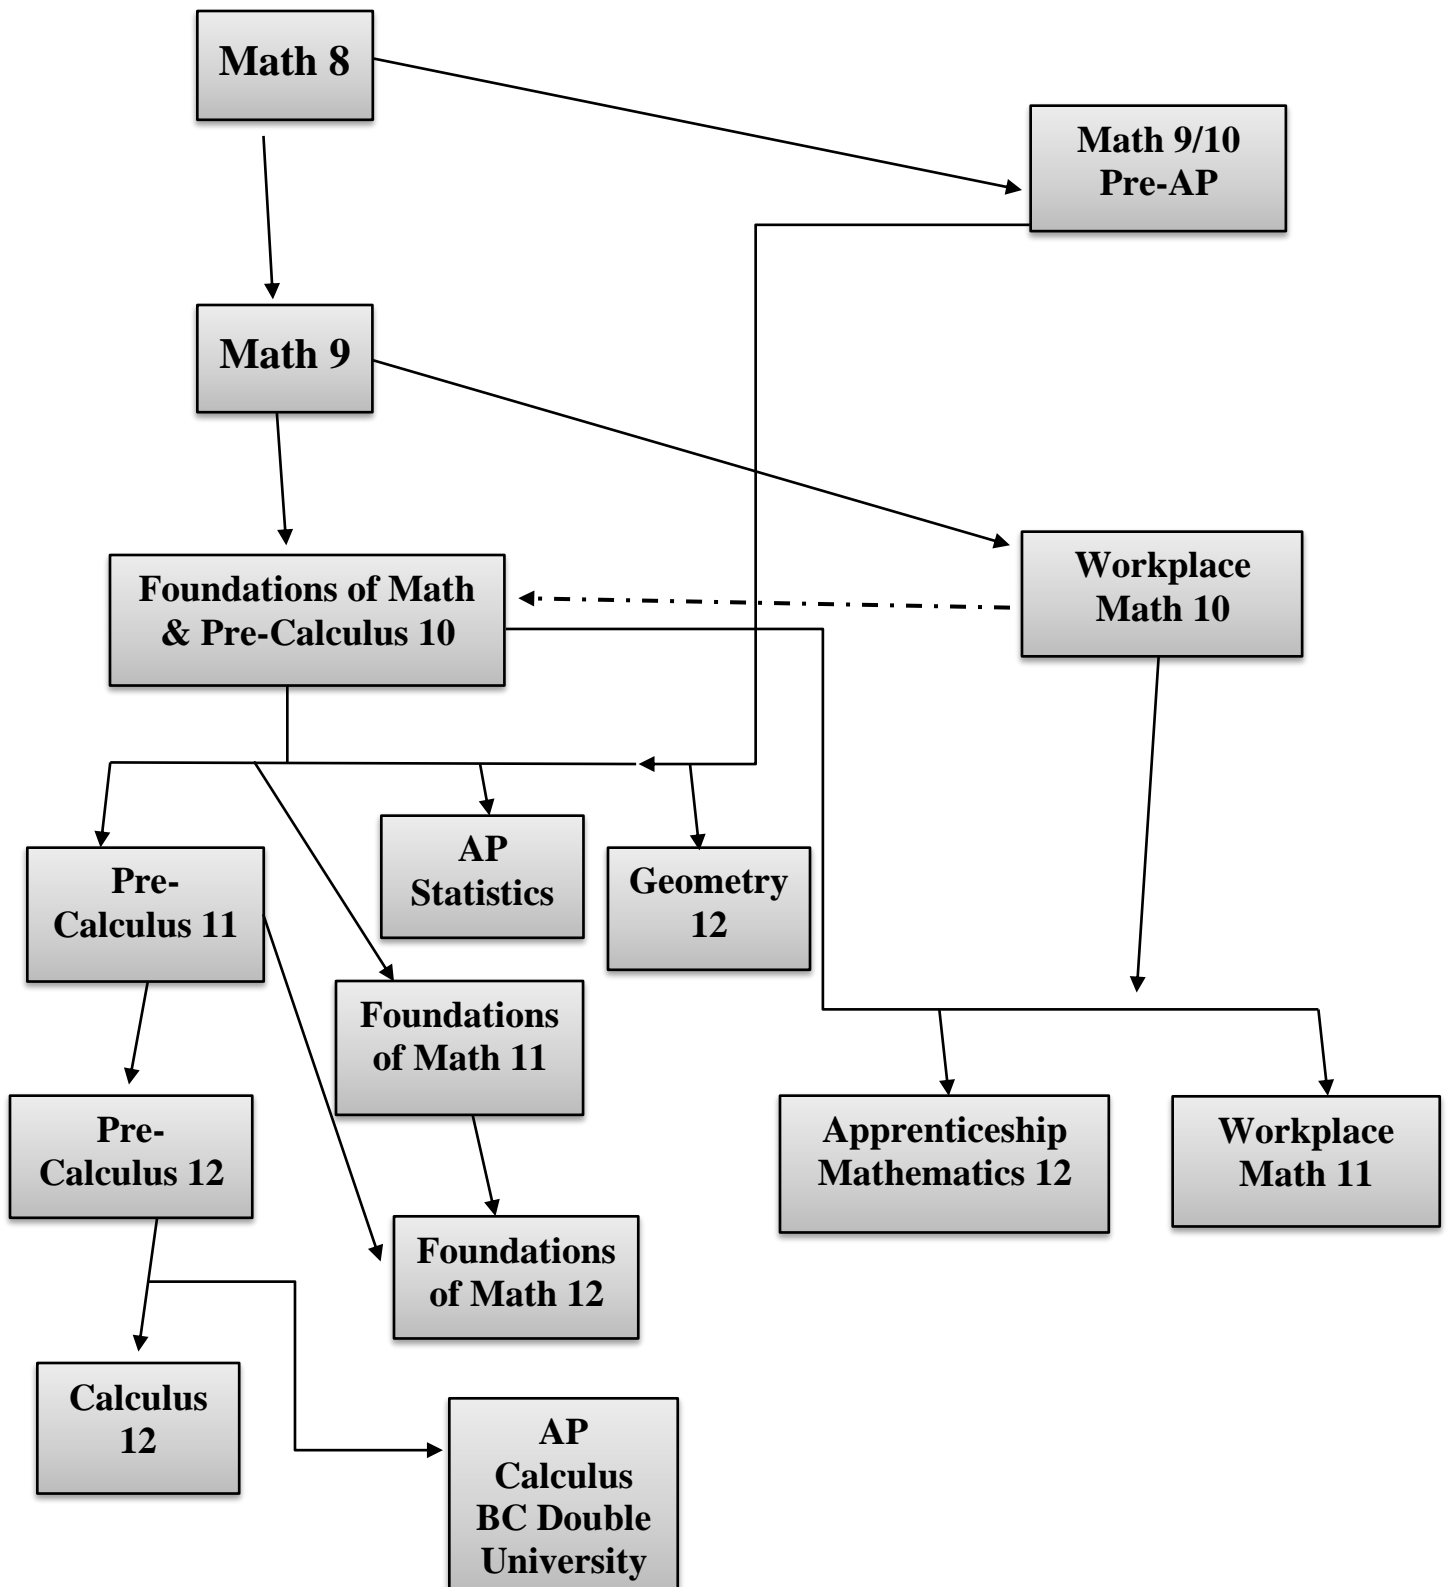 Math 8
Math 9/10
Pre-AP
Math 9
Foundations of Math
& Pre-Calculus 10
Workplace
Math 10
Pre-
Calculus 11
AP
Statistics
Geometry
12
Foundations
of Math 11
Pre-
Calculus 12
Apprenticeship
Mathematics 12
Workplace
Math 11
Foundations
of Math 12
Calculus
12
AP
Calculus
BC Double
University